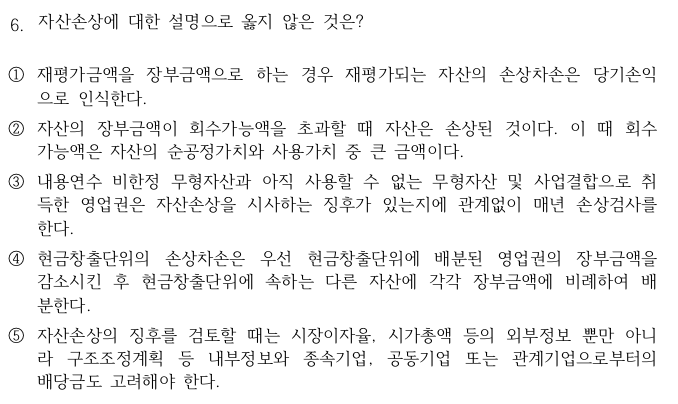 6. 자산손상에 대한 설명으로 옳지 않은 것은?
① 재평가금액을 장부금액으로 하는 경우 재평가되는 자산의 손상차손은 당기손익
으로 인식한다.
② 자산의 장부금액이 회수가능액을 초과할 때 자산은 손상된 것이다. 이 때 회수
가능액은 자산의 순공정가치와 사용가치 중 큰 금액이다.
③ 내용연수 비한정 무형자산과 아직 사용할 수 없는 무형자산 및 사업결합으로 취
득한 영업권은 자산손상을 시사하는 징후가 있는지에 관계없이 매년 손상검사를
한다.
④ 현금창출단위의 손상차손은 우선 현금창출단위에 배분된 영업권의 장부금액을
감소시킨 후 현금창출단위에 속하는 다른 자산에 각각 장부금액에 비례하여 배
분한다.
⑤ 자산손상의 징후를 검토할 때는 시장이자율, 시가총액 등의 외부정보 뿐만 아니
라 구조조정계획 등 내부정보와 종속기업, 공동기업 또는 관계기업으로부터의
배당금도 고려해야 한다.